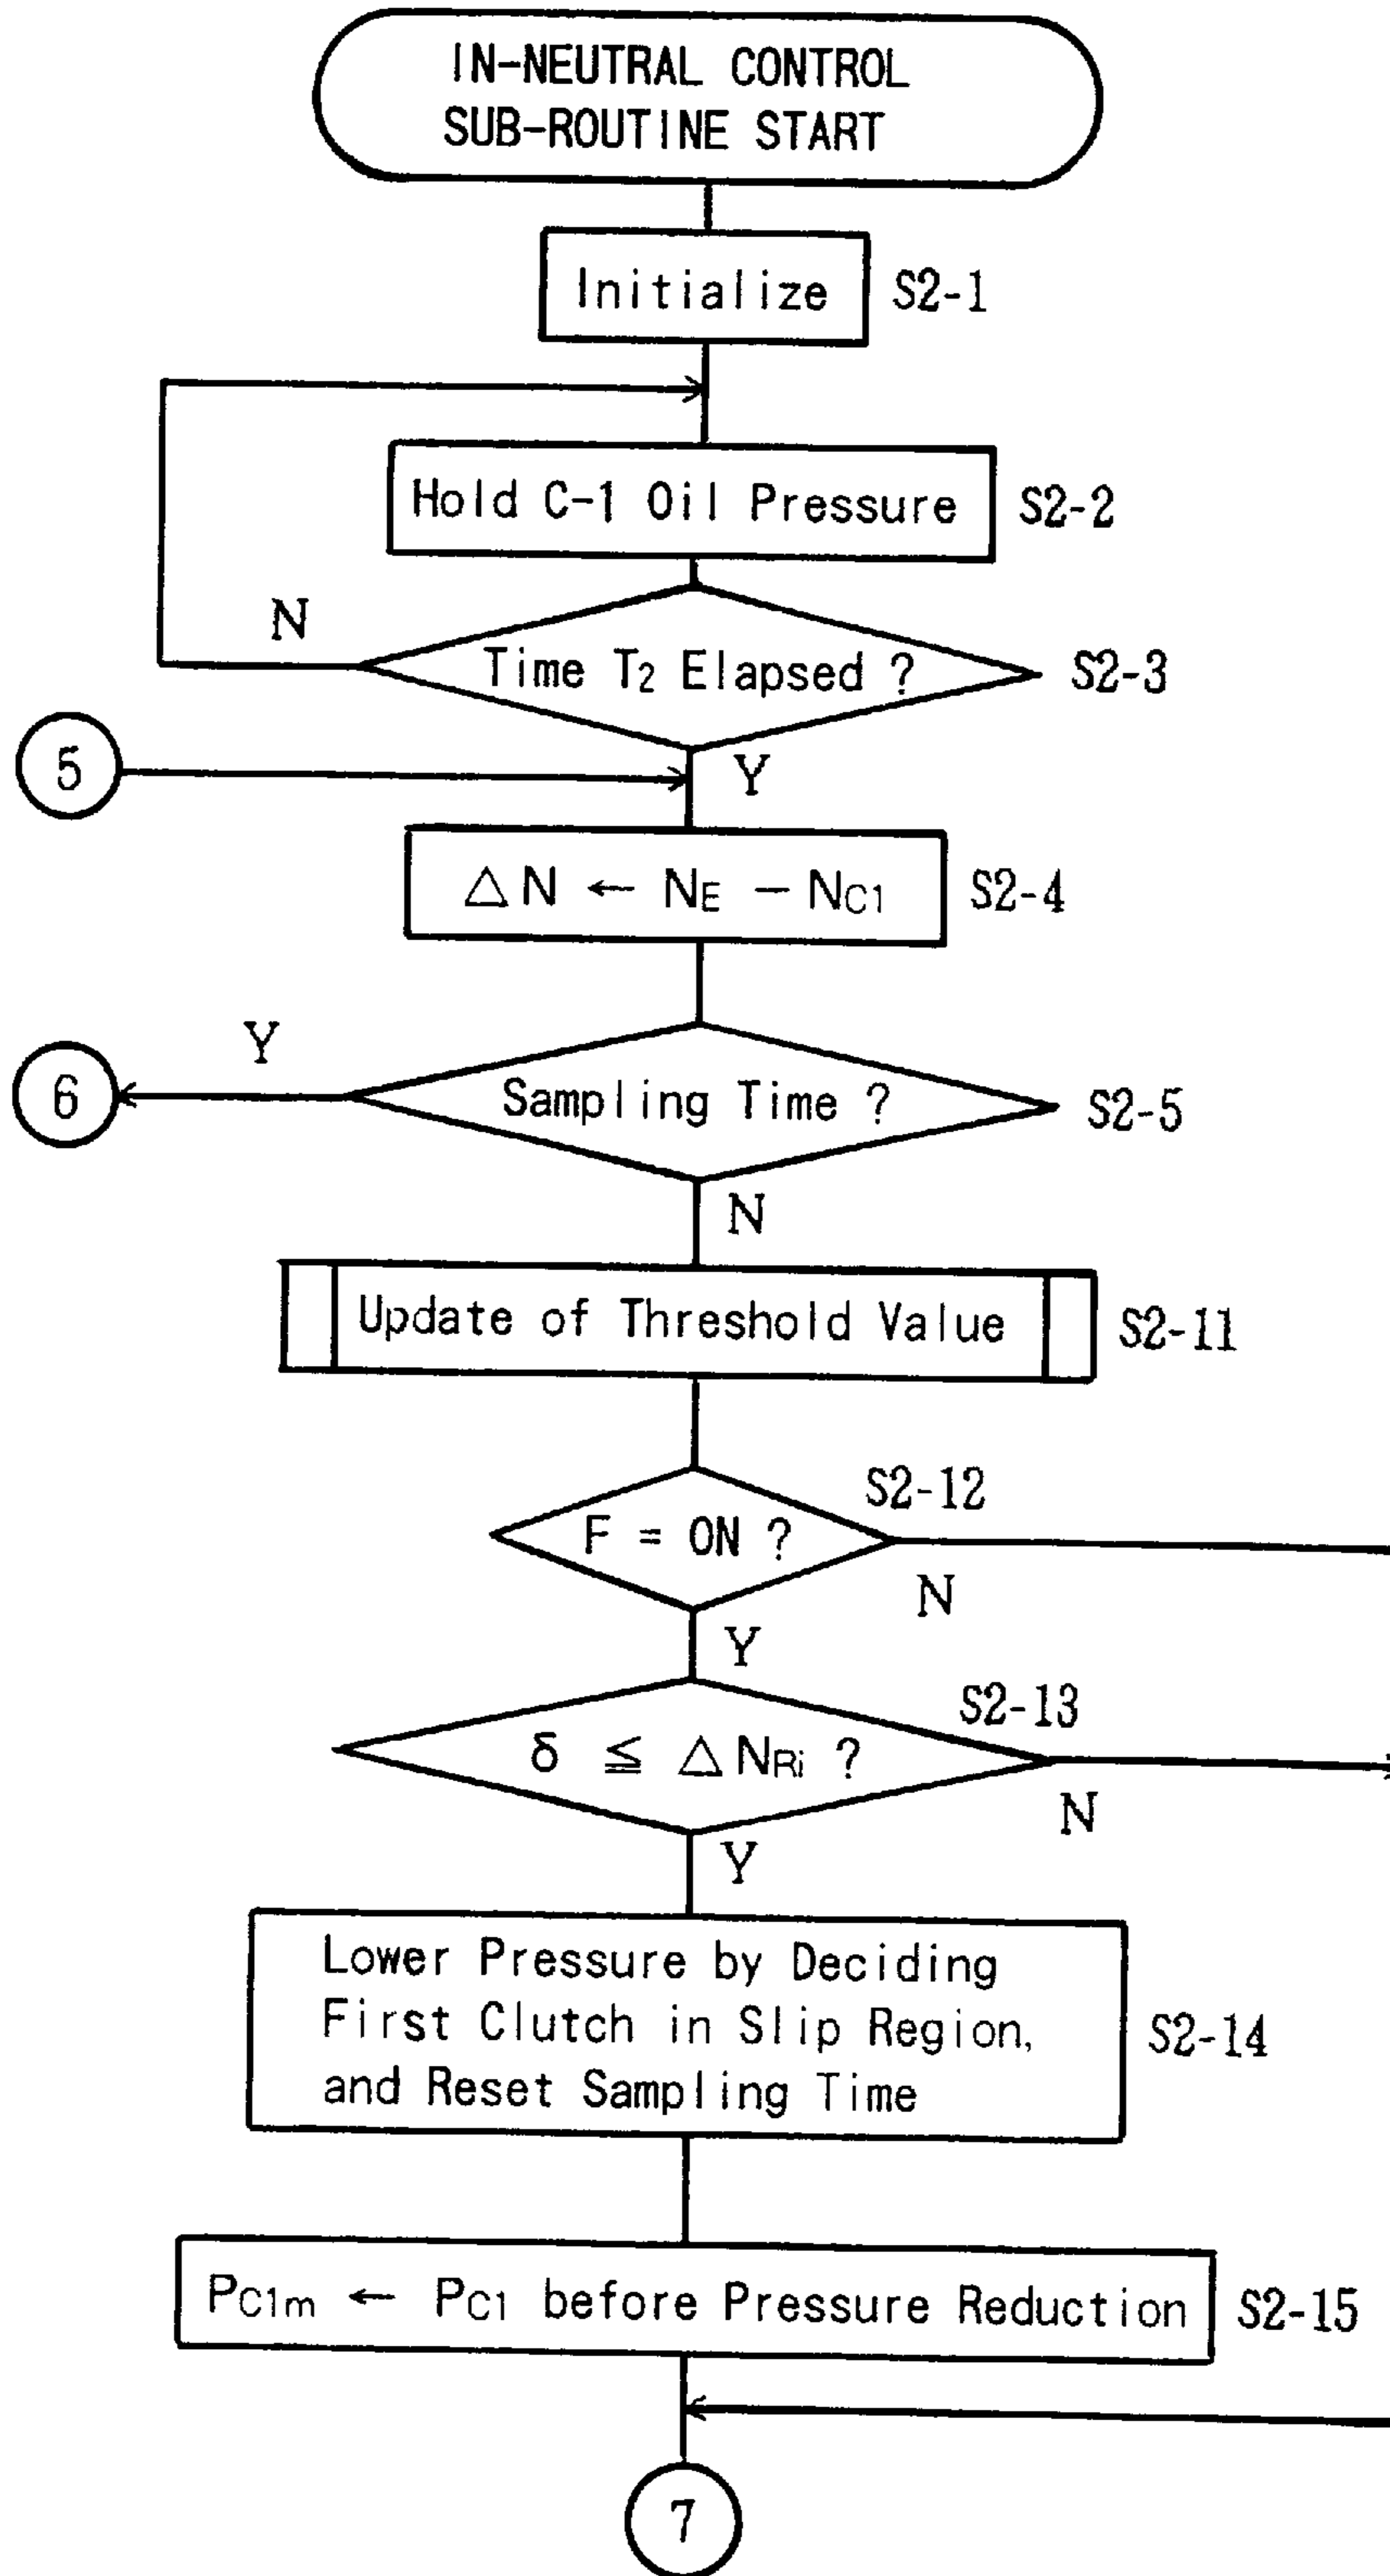 IN-NEUTRAL CONTROL
SUB-ROUTINE START
Initialize
S2-1
Hold C-1 Oil Pressure
S2-2
N
Time T2 Elapsed ?
S2-3
5
Y
△N ← NE − NC1
S2-4
Y
6
Sampling Time ?
S2-5
N
Update of Threshold Value
S2-11
S2-12
F = ON ?
N
Y
S2-13
δ ≦ △NRi ?
N
Y
Lower Pressure by Deciding
First Clutch in Slip Region,
and Reset Sampling Time
S2-14
PC1m ← PC1 before Pressure Reduction
S2-15
7